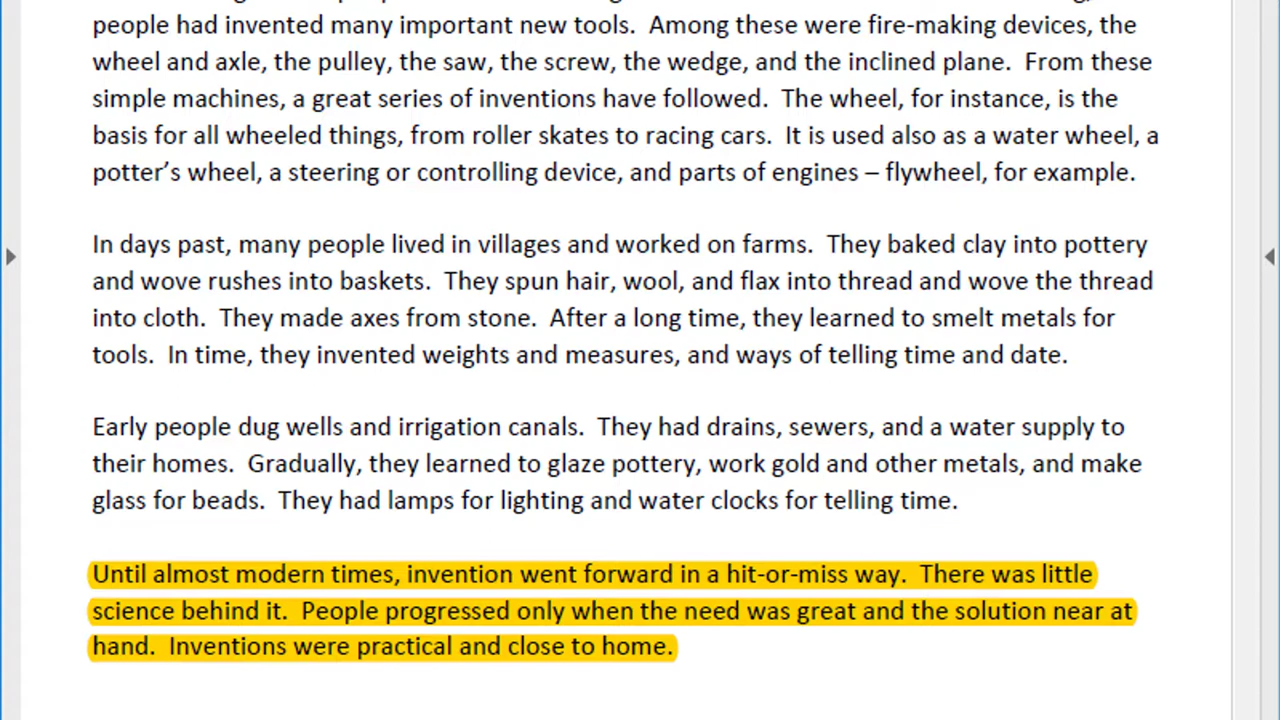 people had invented many important new tools.  Among these were fire-making devices, the
wheel and axle, the pulley, the saw, the screw, the wedge, and the inclined plane.  From these
simple machines, a great series of inventions have followed.  The wheel, for instance, is the
basis for all wheeled things, from roller skates to racing cars.  It is used also as a water wheel, a
potter’s wheel, a steering or controlling device, and parts of engines – flywheel, for example.
In days past, many people lived in villages and worked on farms.  They baked clay into pottery
and wove rushes into baskets.  They spun hair, wool, and flax into thread and wove the thread
into cloth.  They made axes from stone.  After a long time, they learned to smelt metals for
tools.  In time, they invented weights and measures, and ways of telling time and date.
Early people dug wells and irrigation canals.  They had drains, sewers, and a water supply to
their homes.  Gradually, they learned to glaze pottery, work gold and other metals, and make
glass for beads.  They had lamps for lighting and water clocks for telling time.
Until almost modern times, invention went forward in a hit-or-miss way.  There was little
science behind it.  People progressed only when the need was great and the solution near at
hand.  Inventions were practical and close to home.